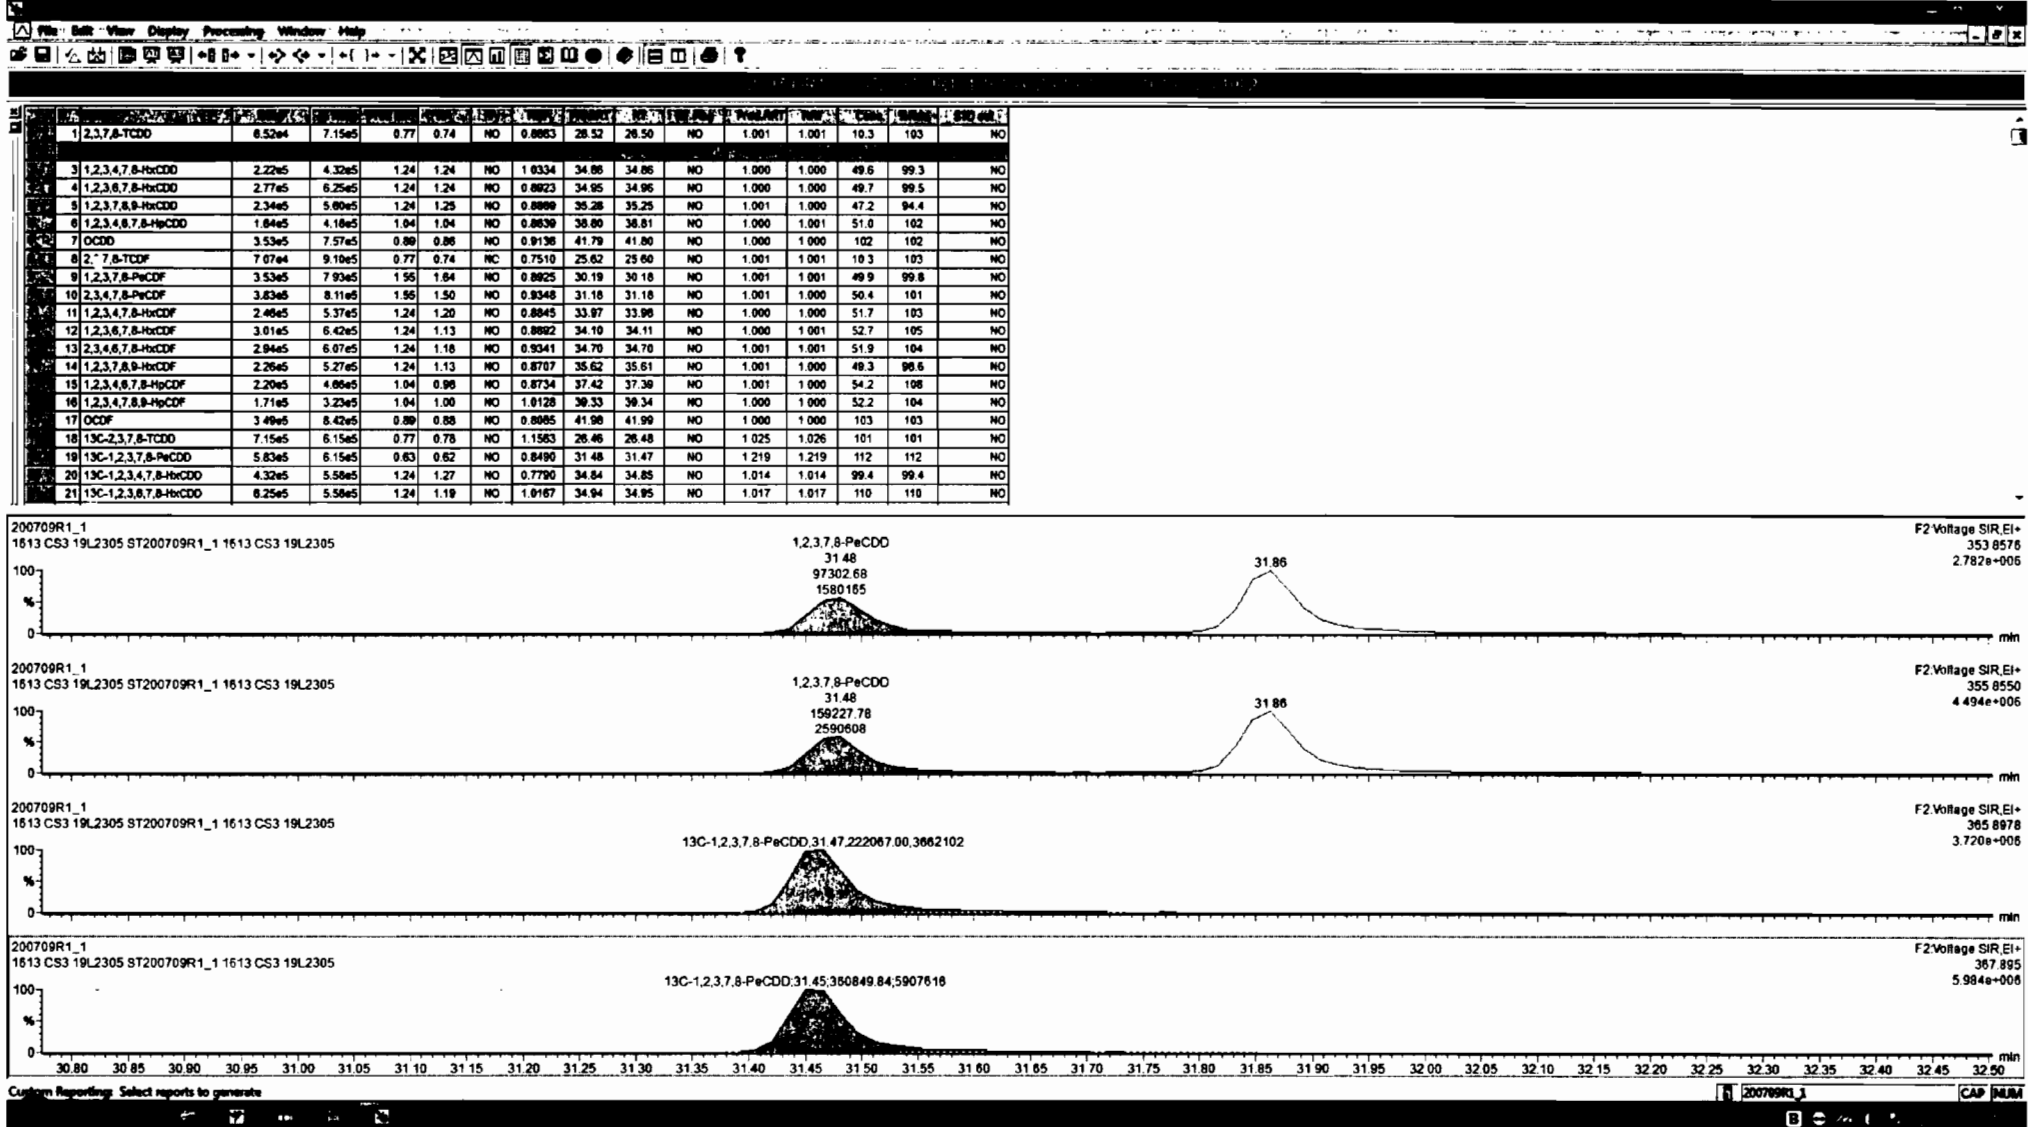 File Edit View Display Processing Window Help
1 2,3,7,8-TCDD 6.52e4 7.15e5 0.77 0.74 NO 0.8863 26.52 26.50 NO 1.001 1.001 10.3 103 NO
3 1,2,3,4,7,8-HxCDD 2.22e5 4.32e5 1.24 1.24 NO 1 0334 34.86 34.86 NO 1.000 1.000 49.6 99.3 NO
4 1,2,3,6,7,8-HxCDD 2.77e5 6.25e5 1.24 1.24 NO 0.8923 34.95 34.96 NO 1.000 1.000 49.7 99.5 NO
5 1,2,3,7,8,9-HxCDD 2.34e5 5.60e5 1.24 1.25 NO 0.8869 35.28 35.25 NO 1.001 1.000 47.2 94.4 NO
6 1,2,3,4,6,7,8-HpCDD 1.64e5 4.18e5 1.04 1.04 NO 0.8639 38.80 38.81 NO 1.000 1.001 51.0 102 NO
7 OCDD 3.53e5 7.57e5 0.89 0.86 NO 0.9136 41.79 41.80 NO 1.000 1 000 102 102 NO
8 7,8-TCDF 7 07e4 9.10e5 0.77 0.74 NO 0.7510 25.62 25 60 NO 1.001 1 001 10 3 103 NO
9 1,2,3,7,8-PeCDF 3.53e5 7 93e5 1 55 1.64 NO 0.8925 30.19 30 18 NO 1.001 1 001 49 9 99.8 NO
10 2,3,4,7,8-PeCDF 3.83e5 8.11e5 1.55 1.50 NO 0.9348 31.18 31.18 NO 1.001 1.000 50.4 101 NO
11 1,2,3,4,7,8-HxCDF 2.46e5 5.37e5 1.24 1.20 NO 0.8845 33.97 33.98 NO 1.000 1.000 51.7 103 NO
12 1,2,3,6,7,8-HxCDF 3.01e5 6.42e5 1.24 1.13 NO 0.8892 34.10 34.11 NO 1.000 1 001 52.7 105 NO
13 2,3,4,6,7,8-HxCDF 2.94e5 6.07e5 1.24 1.18 NO 0.9341 34.70 34.70 NO 1.001 1.001 51.9 104 NO
14 1,2,3,7,8,9-HxCDF 2.26e5 5.27e5 1.24 1.13 NO 0.8707 35.62 35.61 NO 1.000 1 000 49.3 98.6 NO
15 1,2,3,4,6,7,8-HpCDF 2.20e5 4.66e5 1.04 0.98 NO 0.8734 37.42 37.39 NO 1.001 1 000 54.2 108 NO
16 1,2,3,4,7,8,9-HpCDF 1.71e5 3.23e5 1.04 1.00 NO 1.0128 39.33 39.34 NO 1.000 1 000 52.2 104 NO
17 OCDF 3 49e5 8.42e5 0.89 0.88 NO 0.8065 41.98 41.99 NO 1 000 1 000 103 103 NO
18 13C-2,3,7,8-TCDD 7.15e5 6.15e5 0.77 0.78 NO 1.1563 26.46 26.48 NO 1 025 1.026 101 101 NO
19 13C-1,2,3,7,8-PeCDD 5.83e5 6.15e5 0.63 0.62 NO 0.8490 31 48 31.47 NO 1 219 1.219 112 112 NO
20 13C-1,2,3,4,7,8-HxCDD 4.32e5 5.58e5 1.24 1.27 NO 0.7790 34.84 34.85 NO 1.014 1.014 99.4 99.4 NO
21 13C-1,2,3,6,7,8-HxCDD 6.25e5 5.58e5 1.24 1.19 NO 1.0167 34.94 34.95 NO 1.017 1.017 110 110 NO
200709R1_1
1613 CS3 19L2305 ST200709R1_1 1613 CS3 19L2305
F2:Voltage SIR,EI+
353 8576
2.782e+006
1,2,3,7,8-PeCDD
31 48
97302.68
1580165
31.86
100
%
0
min
200709R1_1
1613 CS3 19L2305 ST200709R1_1 1613 CS3 19L2305
F2:Voltage SIR,EI+
355 8550
4 494e+006
1,2,3,7,8-PeCDD
31.48
159227.78
2590608
31 86
100
%
0
min
200709R1_1
1613 CS3 19L2305 ST200709R1_1 1613 CS3 19L2305
F2:Voltage SIR,EI+
365 8978
3.720e+006
13C-1,2,3,7,8-PeCDD,31.47,222067.00,3662102
100
%
0
min
200709R1_1
1613 CS3 19L2305 ST200709R1_1 1613 CS3 19L2305
F2:Voltage SIR,EI+
367.895
5.984e+006
13C-1,2,3,7,8-PeCDD;31.45;360849.84;5907616
100
%
0
min
30.80 30 85 30.90 30.95 31.00 31.05 31 10 31 15 31.20 31.25 31.30 31.35 31.40 31.45 31.50 31.55 31 60 31 65 31.70 31.75 31.80 31.85 31 90 31.95 32 00 32.05 32.10 32.15 32.20 32 25 32.30 32.35 32.40 32 45 32.50
Custom Reporting: Select reports to generate
200709R1_1
CAP NUM